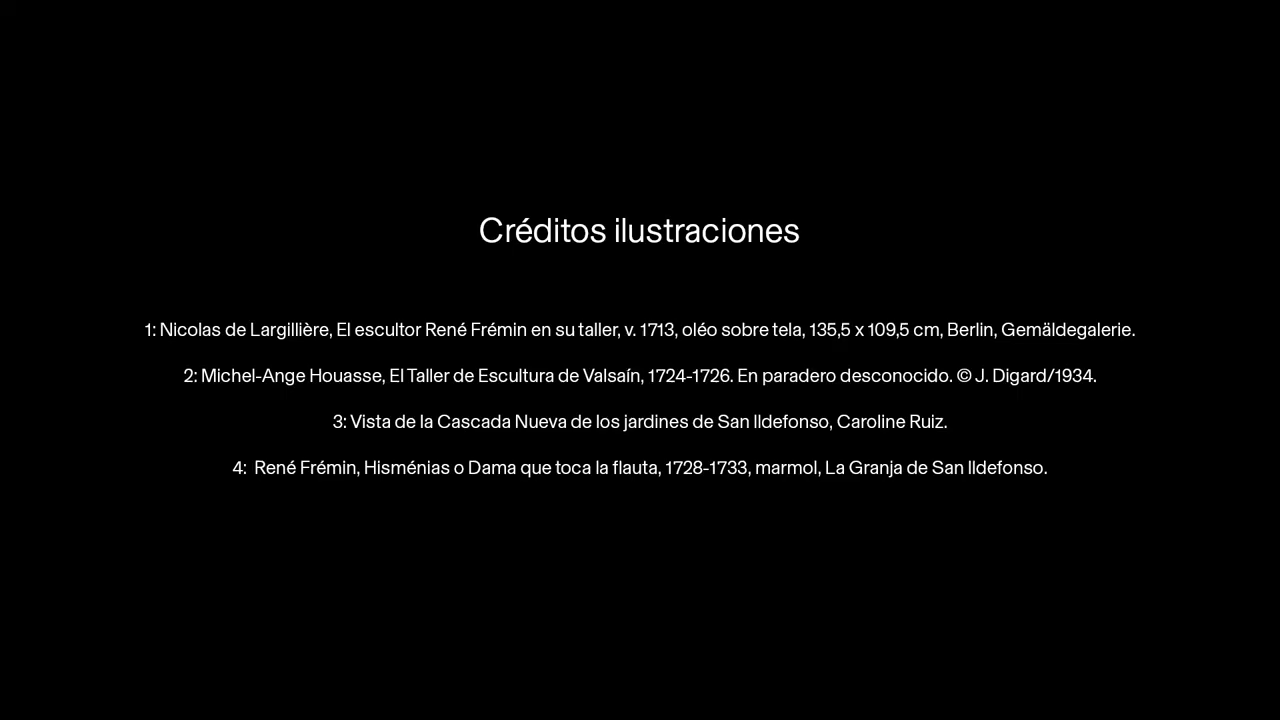 Créditos ilustraciones
1: Nicolas de Largillière, El escultor René Frémin en su taller, v. 1713, oléo sobre tela, 135,5 x 109,5 cm, Berlin, Gemäldegalerie.
2: Michel-Ange Houasse, El Taller de Escultura de Valsaín, 1724-1726. En paradero desconocido. © J. Digard/1934.
3: Vista de la Cascada Nueva de los jardines de San Ildefonso, Caroline Ruiz.
4: René Frémin, Hisménias o Dama que toca la flauta, 1728-1733, marmol, La Granja de San Ildefonso.